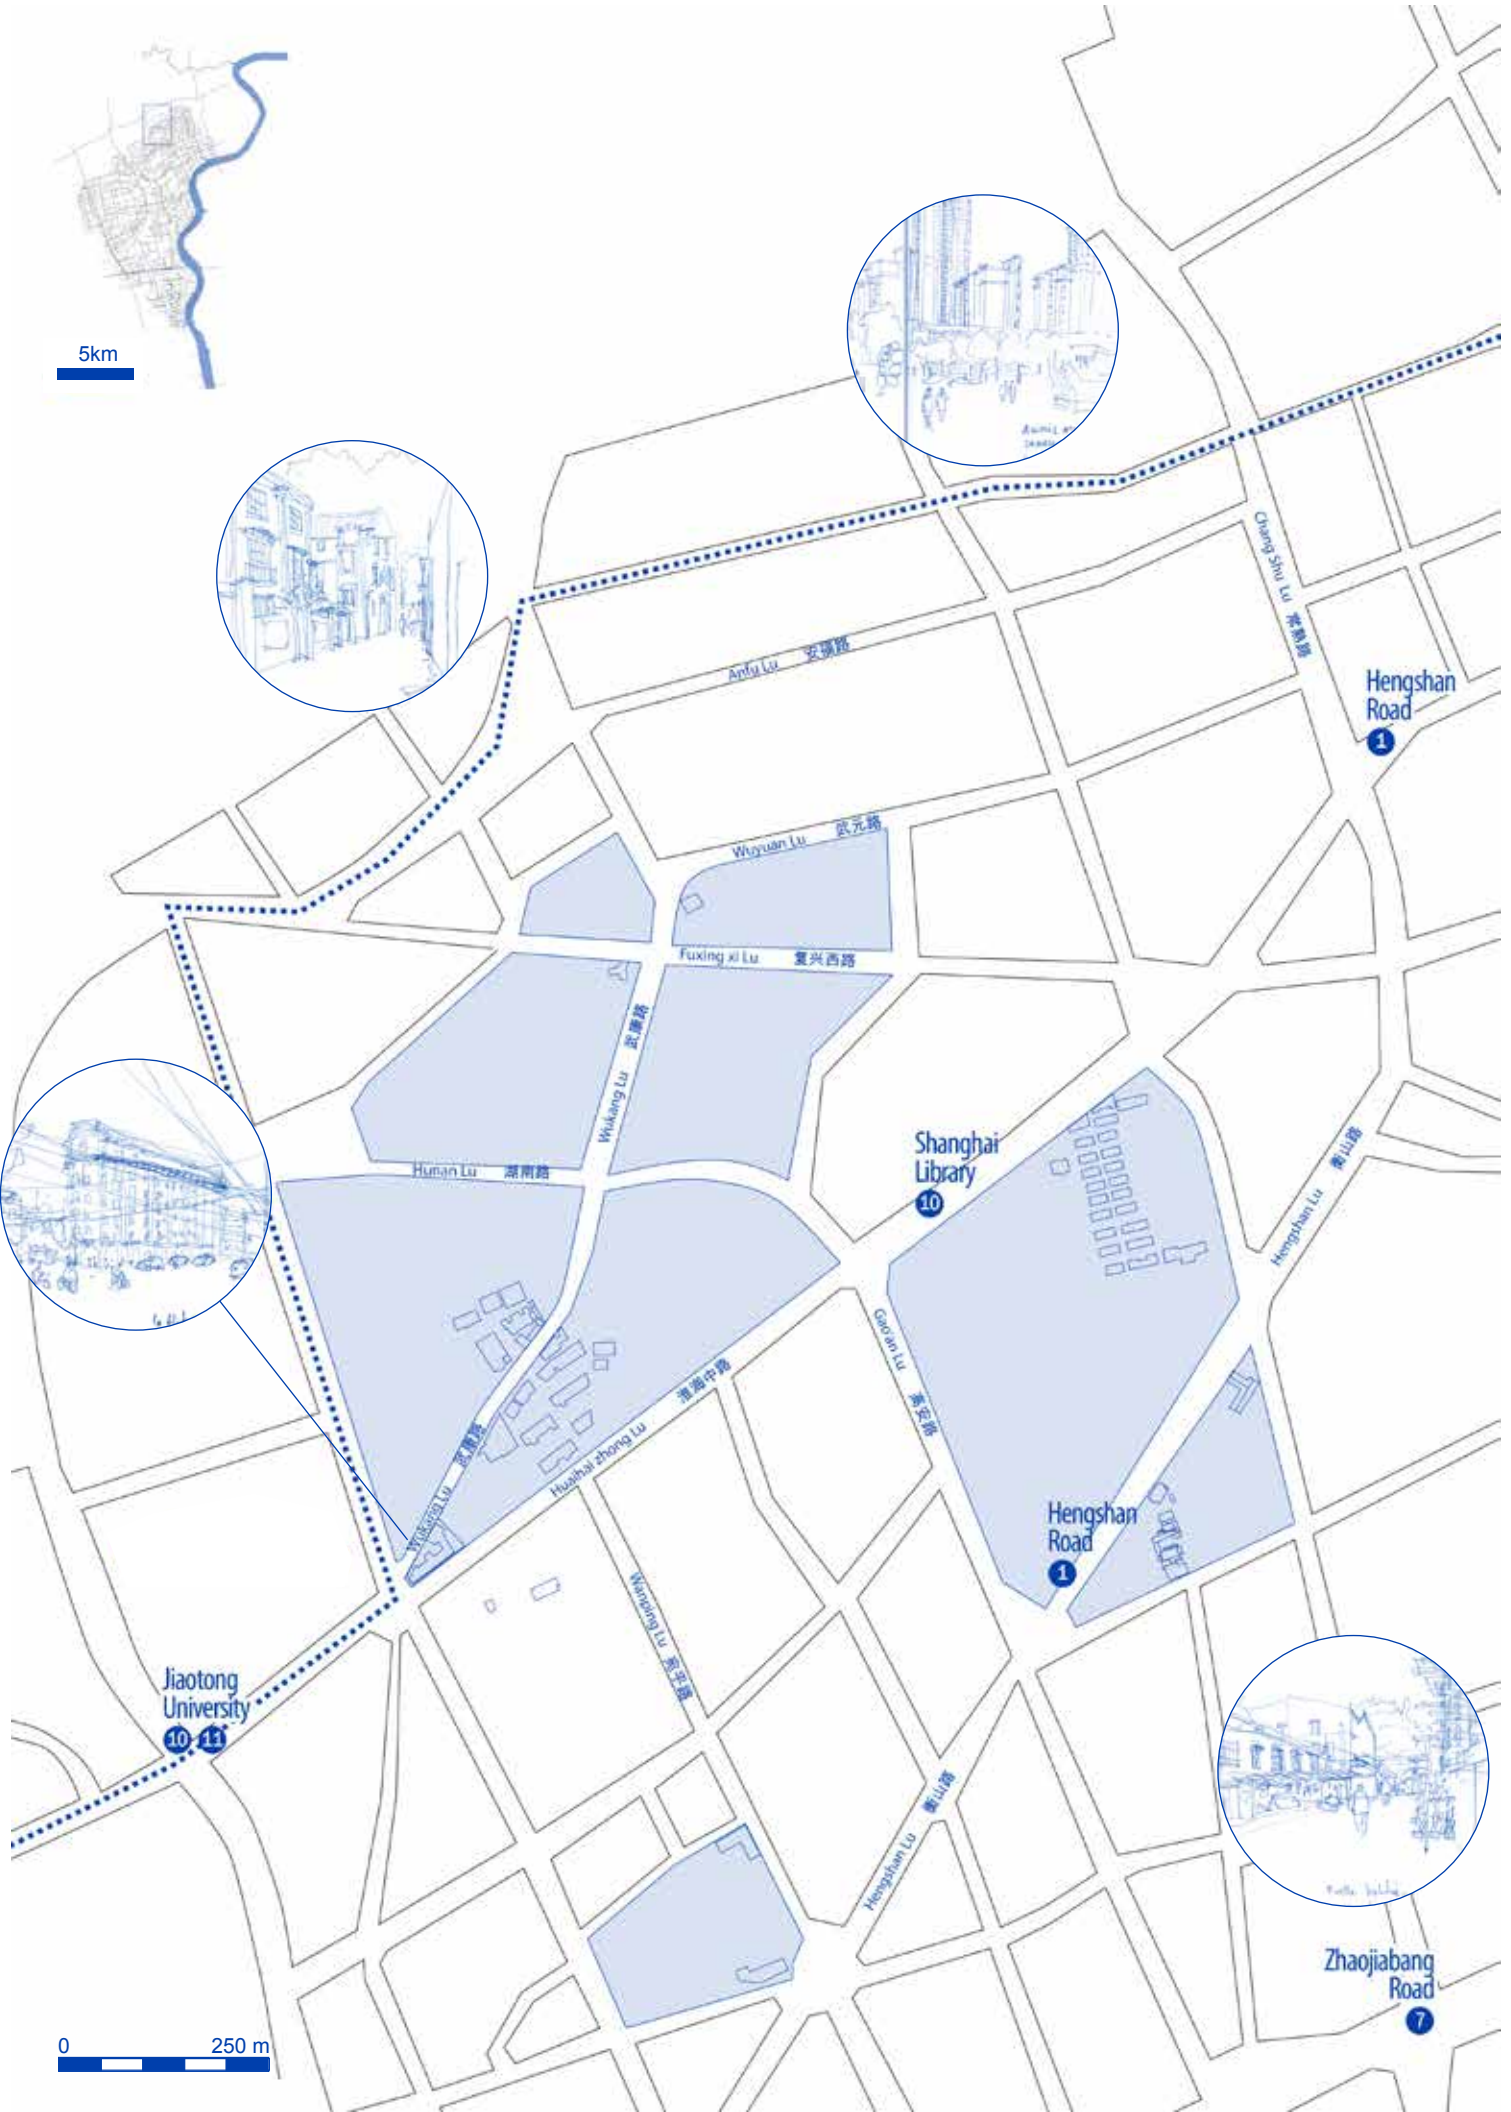 5km
Chang Shu Lu 常熟路
Hengshan
Road
1
Anfu Lu 安福路
Wuyuan Lu 武元路
Fuxing xi Lu 复兴西路
Wukang Lu 武康路
Hunan Lu 湖南路
Shanghai
Library
10
Hengshan Lu 衡山路
Gao'an Lu 高安路
Huaihai zhong Lu 淮海中路
Wukang Lu 武康路
Hengshan
Road
1
Wanping Lu 宛平路
Jiaotong
University
10 11
Hengshan Lu 衡山路
Zhaojiabang
Road
7
0 250 m